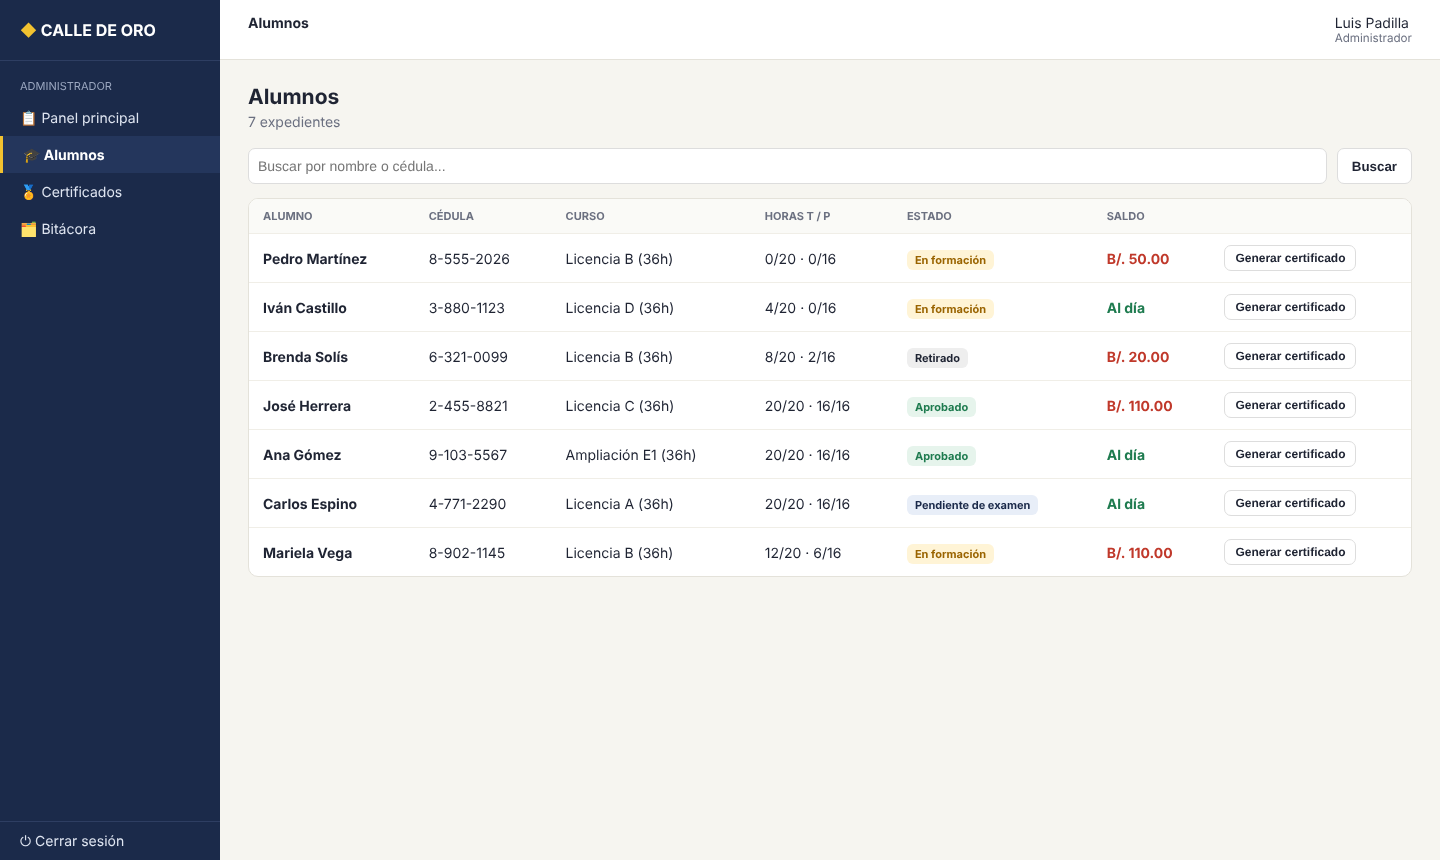 CALLE DE ORO
ADMINISTRADOR
Panel principal
Alumnos
Certificados
Bitácora
Cerrar sesión
Alumnos
Luis Padilla
Administrador
Alumnos
7 expedientes
Buscar por nombre o cédula... Buscar
ALUMNO CÉDULA CURSO HORAS T / P ESTADO SALDO
Pedro Martínez 8-555-2026 Licencia B (36h) 0/20 · 0/16 En formación B/. 50.00 Generar certificado
Iván Castillo 3-880-1123 Licencia D (36h) 4/20 · 0/16 En formación Al día Generar certificado
Brenda Solís 6-321-0099 Licencia B (36h) 8/20 · 2/16 Retirado B/. 20.00 Generar certificado
José Herrera 2-455-8821 Licencia C (36h) 20/20 · 16/16 Aprobado B/. 110.00 Generar certificado
Ana Gómez 9-103-5567 Ampliación E1 (36h) 20/20 · 16/16 Aprobado Al día Generar certificado
Carlos Espino 4-771-2290 Licencia A (36h) 20/20 · 16/16 Pendiente de examen Al día Generar certificado
Mariela Vega 8-902-1145 Licencia B (36h) 12/20 · 6/16 En formación B/. 110.00 Generar certificado